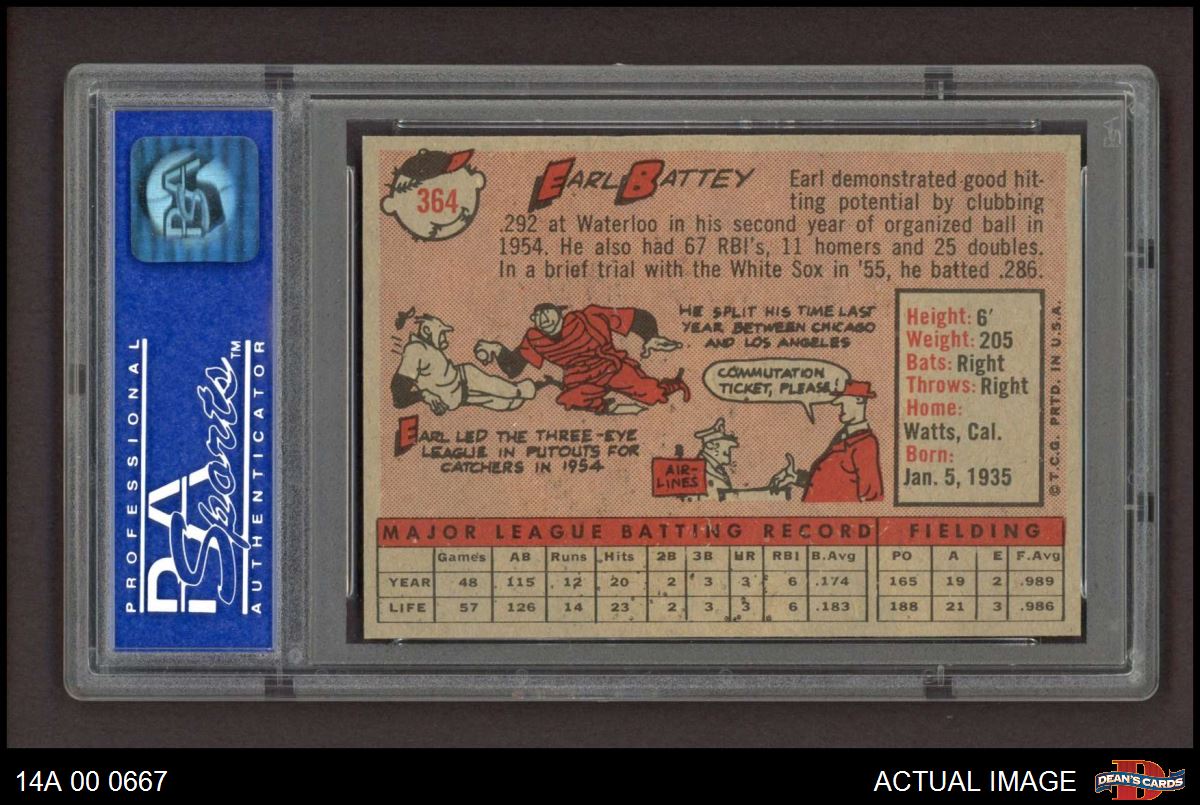 PSA
PROFESSIONAL
PSA Sports™
AUTHENTICATOR
364
EARL BATTEY
Earl demonstrated good hit-
ting potential by clubbing
.292 at Waterloo in his second year of organized ball in
1954. He also had 67 RBI's, 11 homers and 25 doubles.
In a brief trial with the White Sox in '55, he batted .286.
HE SPLIT HIS TIME LAST
YEAR BETWEEN CHICAGO
AND LOS ANGELES
COMMUTATION
TICKET, PLEASE!
EARL LED THE THREE-EYE
LEAGUE IN PUTOUTS FOR
CATCHERS IN 1954
AIR-
LINES
Height: 6'
Weight: 205
Bats: Right
Throws: Right
Home:
Watts, Cal.
Born:
Jan. 5, 1935
© T.C.G. PRTD. IN U.S.A.
MAJOR LEAGUE BATTING RECORD FIELDING
Games AB Runs Hits 2B 3B HR RBI B.Avg PO A E F.Avg
YEAR 48 115 12 20 2 3 3 6 .174 165 19 2 .989
LIFE 57 126 14 23 2 3 3 6 .183 188 21 3 .986
14A 00 0667
ACTUAL IMAGE
DEAN'S CARDS